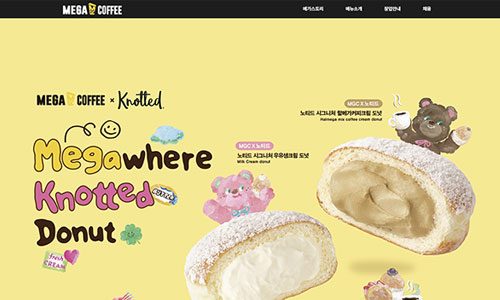 MEGA COFFEE
메가스토리
메뉴소개
창업안내
채용
MEGA COFFEE × Knotted.
MGC X 노티드
노티드 시그니처 할메가커피크림 도넛
Halmega mix coffee cream donut
MGC X 노티드
노티드 시그니처 우유생크림 도넛
Milk Cream donut
Megawhere
Knotted
Donut
fresh
CREAM